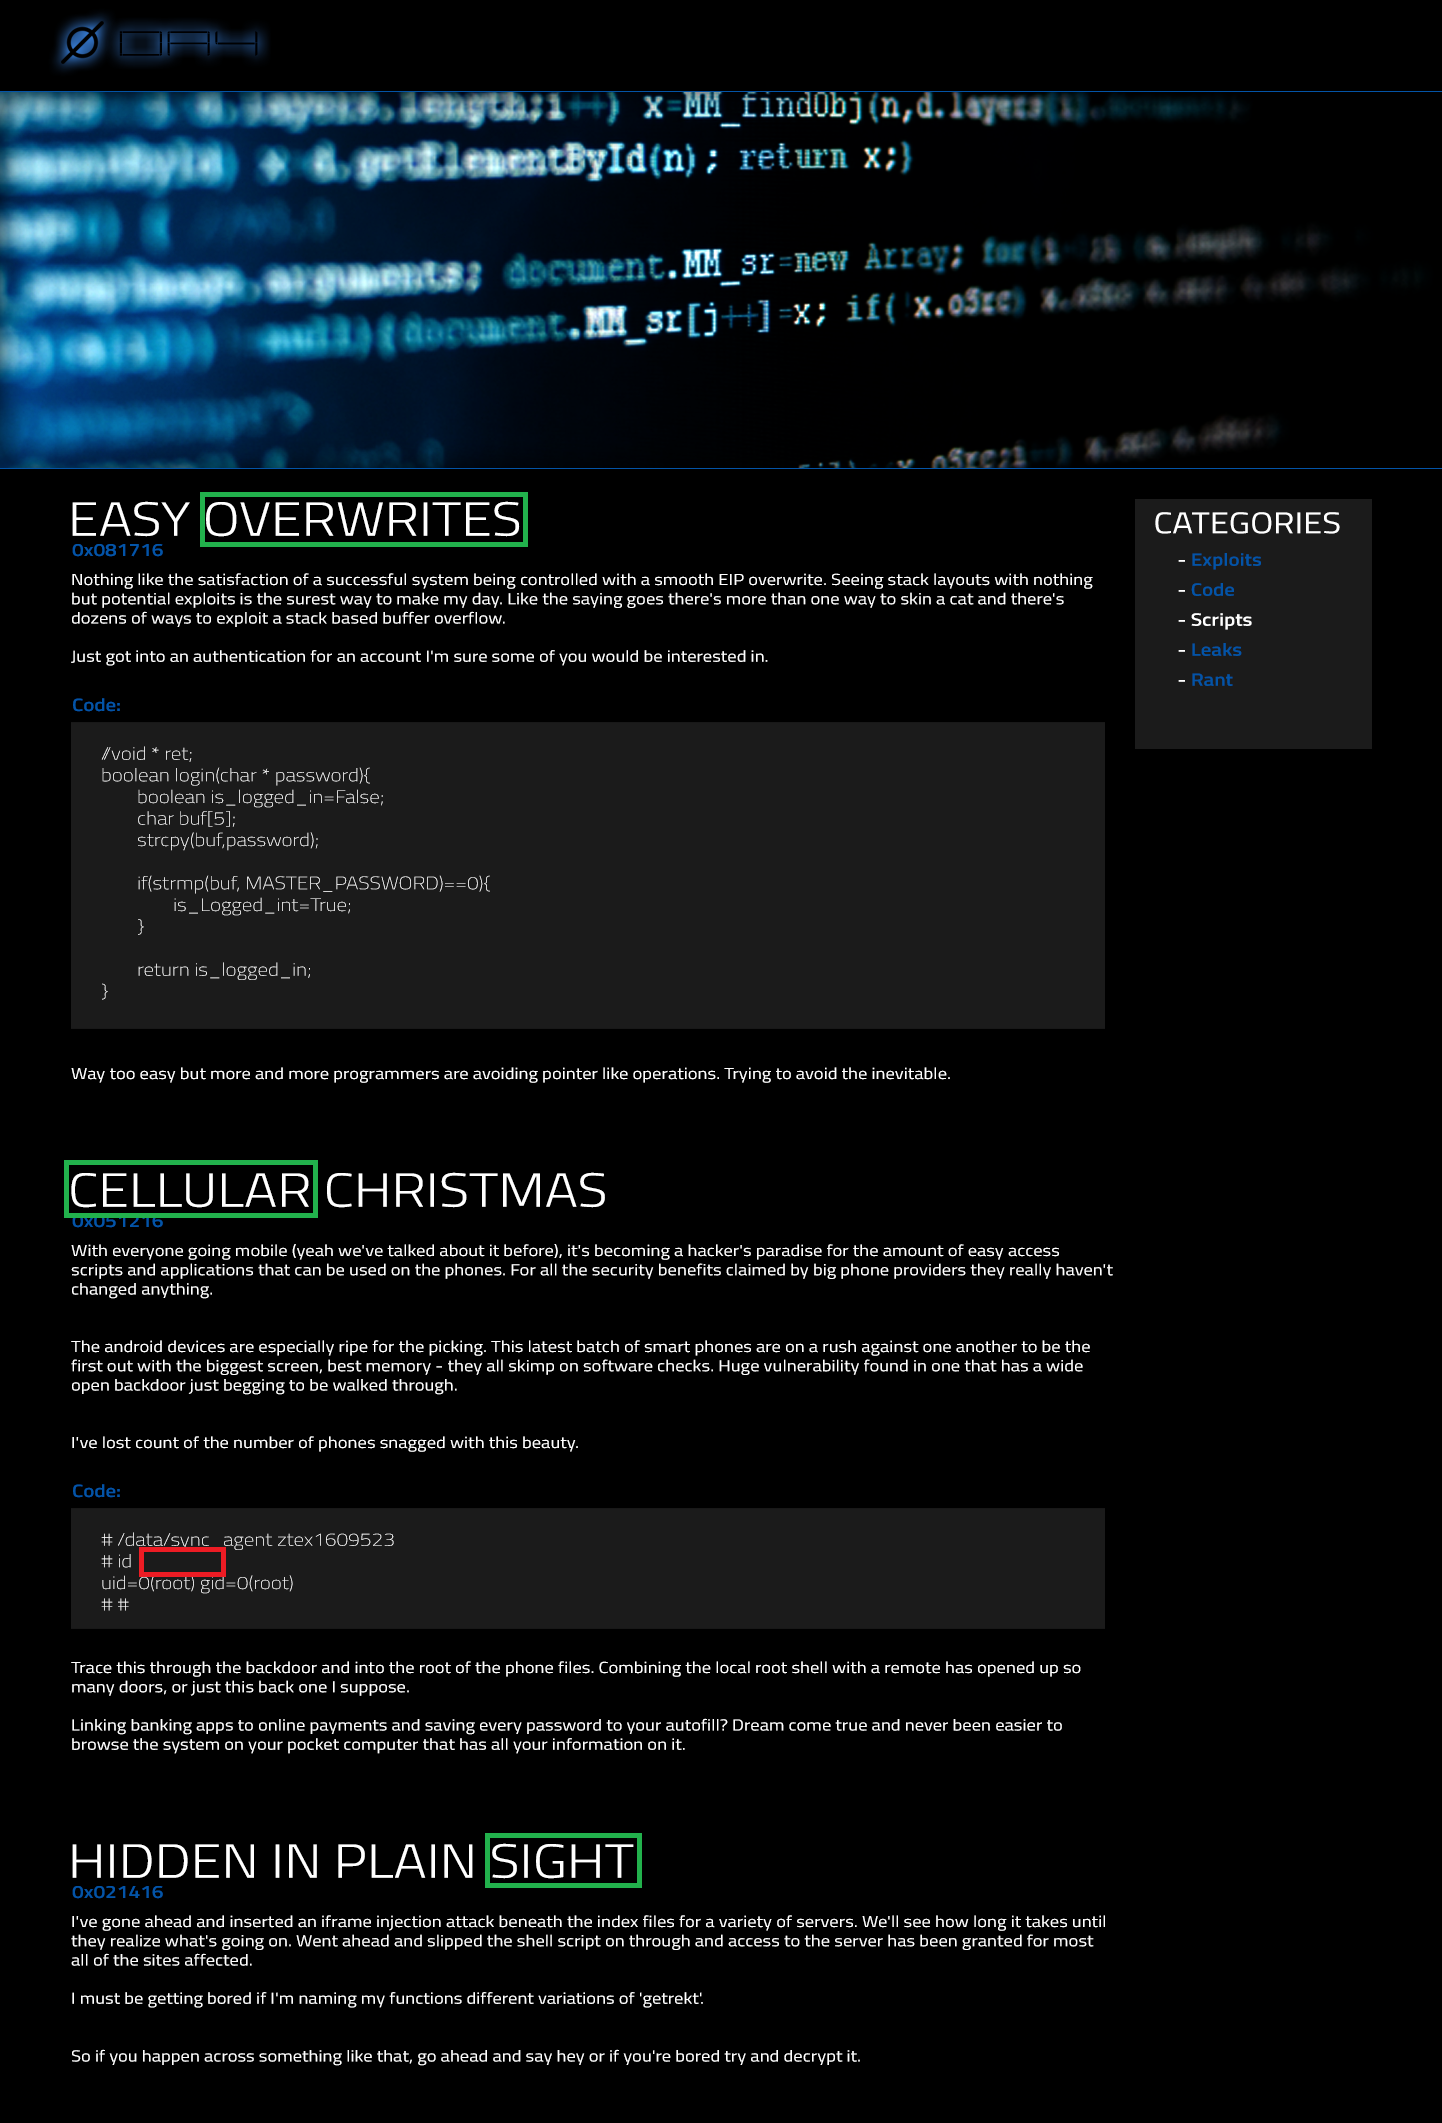 Ø DAY
d.layers.length;i++) x=MM_findObj(n,d.layers[i].document);
d.getElementById(n); return x;}
arguments; document.MM_sr=new Array; for(i
null){document.MM_sr[j++]=x; if(!x.oSrc)
x.oSrc;i++)
EASY OVERWRITES
0x081716
Nothing like the satisfaction of a successful system being controlled with a smooth EIP overwrite. Seeing stack layouts with nothing
but potential exploits is the surest way to make my day. Like the saying goes there's more than one way to skin a cat and there's
dozens of ways to exploit a stack based buffer overflow.
Just got into an authentication for an account I'm sure some of you would be interested in.
Code:
//void * ret;
boolean login(char * password){
boolean is_logged_in=False;
char buf[5];
strcpy(buf,password);
if(strmp(buf, MASTER_PASSWORD)==0){
is_Logged_int=True;
}
return is_logged_in;
}
Way too easy but more and more programmers are avoiding pointer like operations. Trying to avoid the inevitable.
CELLULAR CHRISTMAS
0x051216
With everyone going mobile (yeah we've talked about it before), it's becoming a hacker's paradise for the amount of easy access
scripts and applications that can be used on the phones. For all the security benefits claimed by big phone providers they really haven't
changed anything.
The android devices are especially ripe for the picking. This latest batch of smart phones are on a rush against one another to be the
first out with the biggest screen, best memory - they all skimp on software checks. Huge vulnerability found in one that has a wide
open backdoor just begging to be walked through.
I've lost count of the number of phones snagged with this beauty.
Code:
# /data/sync_agent ztex1609523
# id
uid=0(root) gid=0(root)
# #
Trace this through the backdoor and into the root of the phone files. Combining the local root shell with a remote has opened up so
many doors, or just this back one I suppose.
Linking banking apps to online payments and saving every password to your autofill? Dream come true and never been easier to
browse the system on your pocket computer that has all your information on it.
HIDDEN IN PLAIN SIGHT
0x021416
I've gone ahead and inserted an iframe injection attack beneath the index files for a variety of servers. We'll see how long it takes until
they realize what's going on. Went ahead and slipped the shell script on through and access to the server has been granted for most
all of the sites affected.
I must be getting bored if I'm naming my functions different variations of 'getrekt'.
So if you happen across something like that, go ahead and say hey or if you're bored try and decrypt it.
CATEGORIES
- Exploits
- Code
- Scripts
- Leaks
- Rant